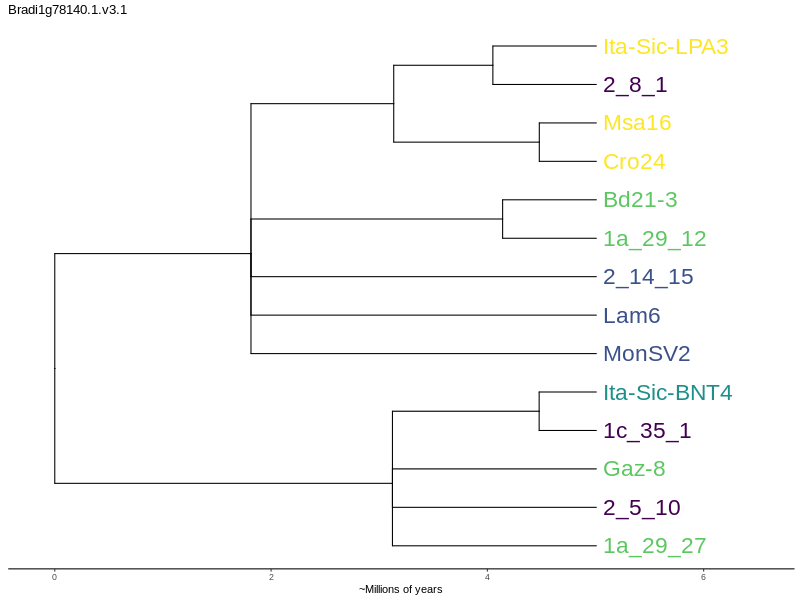 Bradi1g78140.1.v3.1
Ita-Sic-LPA3
2_8_1
Msa16
Cro24
Bd21-3
1a_29_12
2_14_15
Lam6
MonSV2
Ita-Sic-BNT4
1c_35_1
Gaz-8
2_5_10
1a_29_27
0 2 4 6
~Millions of years